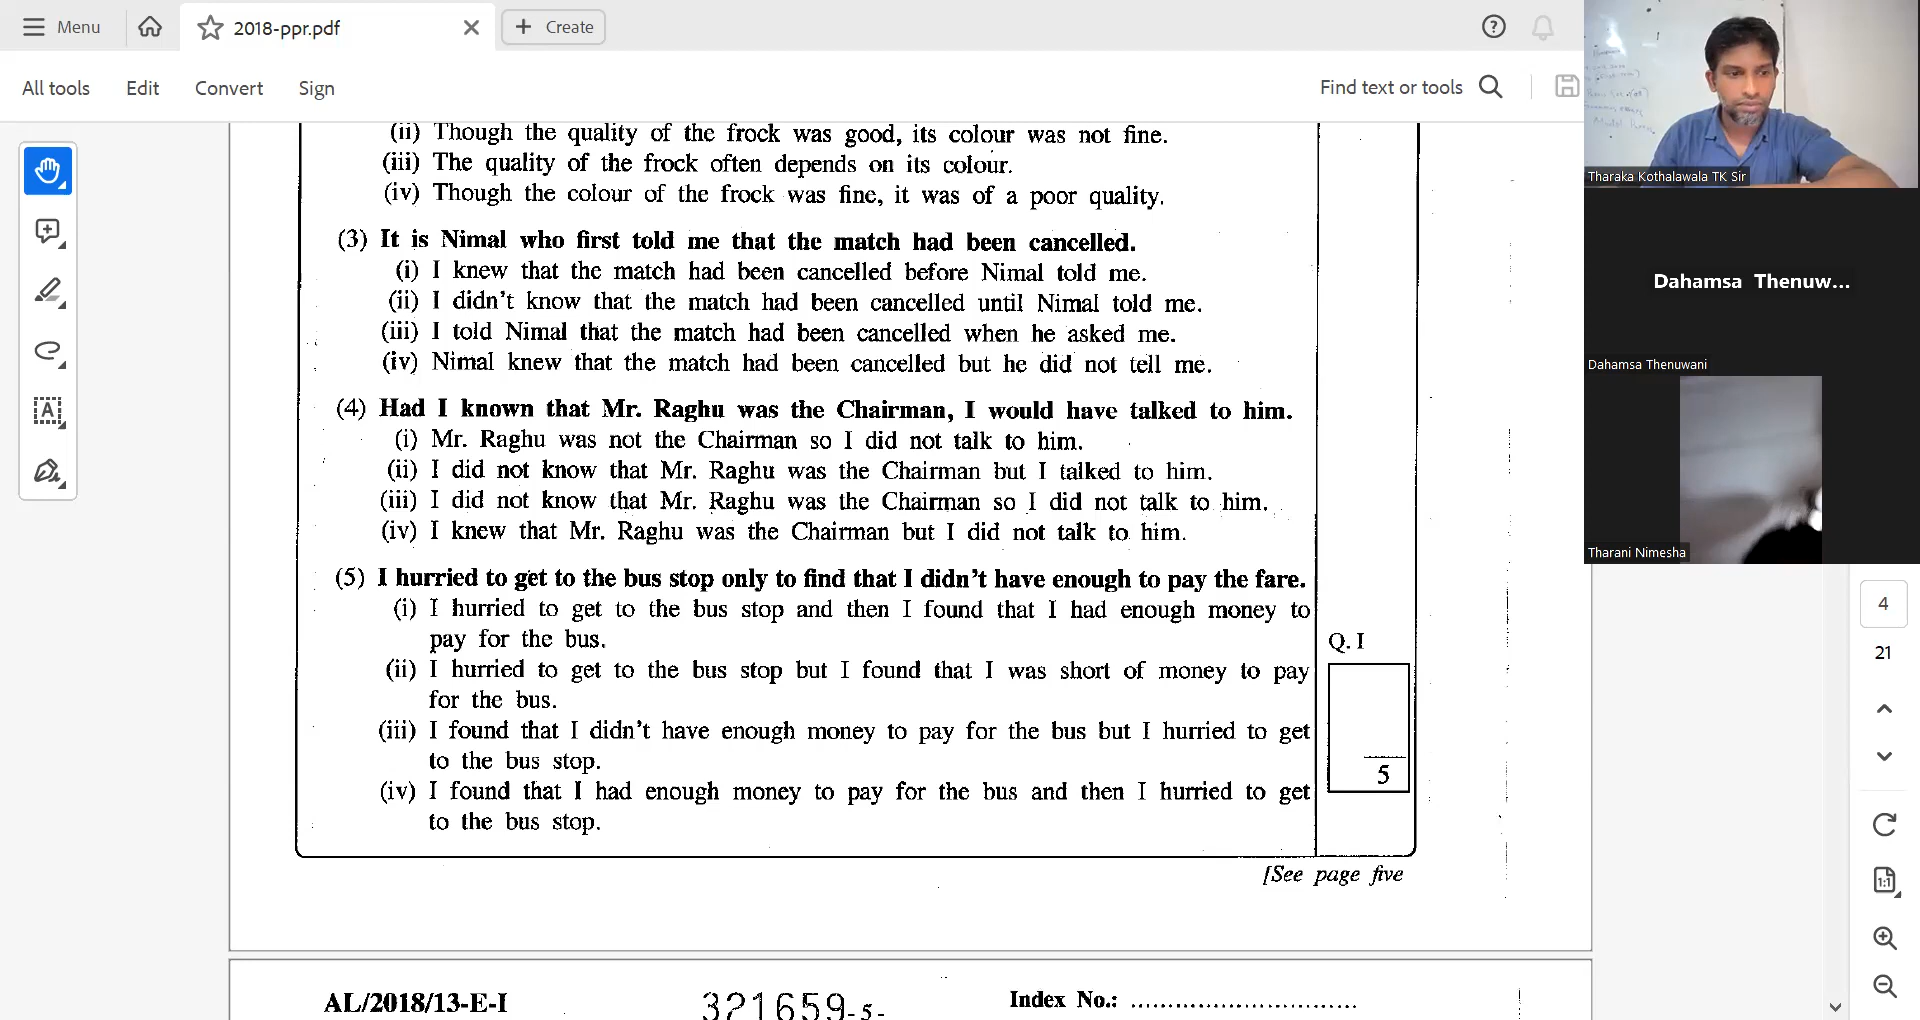 Menu
2018-ppr.pdf
Create
All tools
Edit
Convert
Sign
Find text or tools
(ii) Though the quality of the frock was good, its colour was not fine.
(iii) The quality of the frock often depends on its colour.
(iv) Though the colour of the frock was fine, it was of a poor quality.
(3) It is Nimal who first told me that the match had been cancelled.
(i) I knew that the match had been cancelled before Nimal told me.
(ii) I didn't know that the match had been cancelled until Nimal told me.
(iii) I told Nimal that the match had been cancelled when he asked me.
(iv) Nimal knew that the match had been cancelled but he did not tell me.
(4) Had I known that Mr. Raghu was the Chairman, I would have talked to him.
(i) Mr. Raghu was not the Chairman so I did not talk to him.
(ii) I did not know that Mr. Raghu was the Chairman but I talked to him.
(iii) I did not know that Mr. Raghu was the Chairman so I did not talk to him.
(iv) I knew that Mr. Raghu was the Chairman but I did not talk to him.
(5) I hurried to get to the bus stop only to find that I didn't have enough to pay the fare.
(i) I hurried to get to the bus stop and then I found that I had enough money to
pay for the bus.
(ii) I hurried to get to the bus stop but I found that I was short of money to pay
for the bus.
(iii) I found that I didn't have enough money to pay for the bus but I hurried to get
to the bus stop.
(iv) I found that I had enough money to pay for the bus and then I hurried to get
to the bus stop.
Q. I
5
[See page five
AL/2018/13-E-I
321659
-5-
Index No.: ............................
Tharaka Kothalawala TK Sir
Dahamsa Thenuw...
Dahamsa Thenuwani
Tharani Nimesha
4
21
1:1